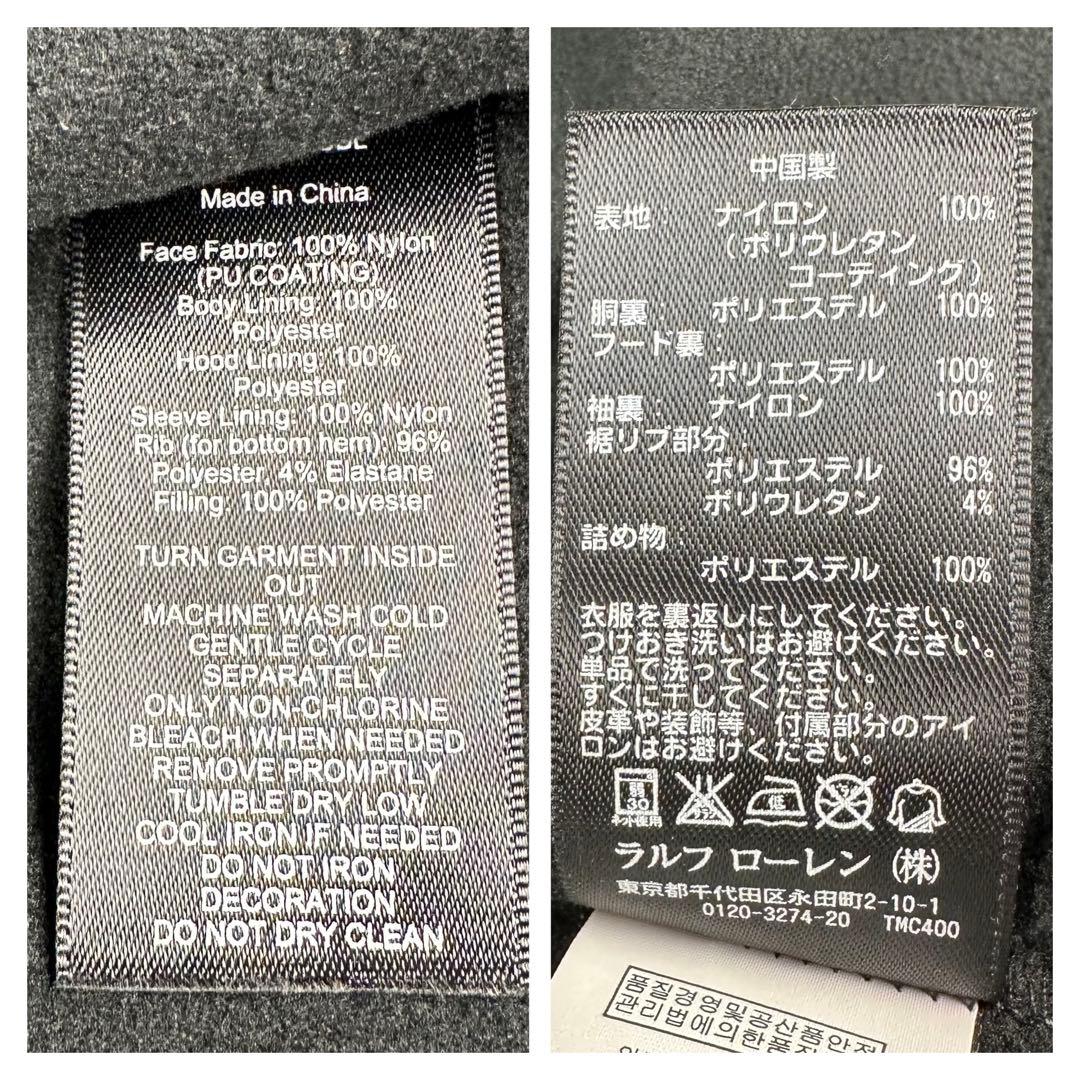 Made in China
Face Fabric: 100% Nylon
(PU COATING)
Body Lining: 100%
Polyester
Hood Lining: 100%
Polyester
Sleeve Lining: 100% Nylon
Rib (for bottom hem): 96%
Polyester 4% Elastane
Filling: 100% Polyester
TURN GARMENT INSIDE
OUT
MACHINE WASH COLD
GENTLE CYCLE
SEPARATELY
ONLY NON-CHLORINE
BLEACH WHEN NEEDED
REMOVE PROMPTLY
TUMBLE DRY LOW
COOL IRON IF NEEDED
DO NOT IRON
DECORATION
DO NOT DRY CLEAN
中国製
表地 ナイロン 100%
(ポリウレタン
コーティング)
胴裏: ポリエステル 100%
フード裏:
ポリエステル 100%
袖裏: ナイロン 100%
裾リブ部分:
ポリエステル 96%
ポリウレタン 4%
詰め物:
ポリエステル 100%
衣服を裏返しにしてください。
つけおき洗いはお避けください。
単品で洗ってください。
すぐに干してください。
皮革や装飾等、付属部分のアイ
ロンはお避けください。
弱 30 低
ネット使用
ラルフ ローレン (株)
東京都千代田区永田町2-10-1
0120-3274-20 TMC400
품질경영및공산품안전
관리법에의한품질